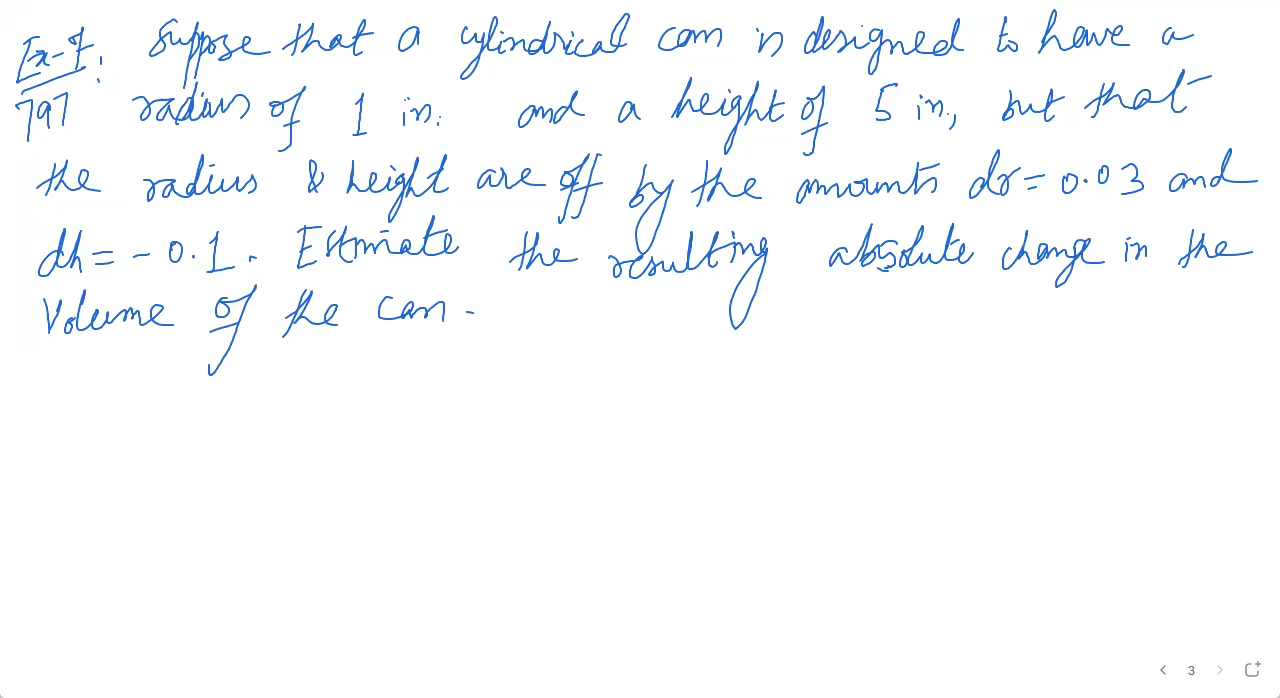 Ex-7: Suppose that a cylindrical can is designed to have a
797 radius of 1 in. and a height of 5 in., but that
the radius & height are off by the amounts dr = 0.03 and
dh = -0.1. Estimate the resulting absolute change in the
Volume of the can.
3